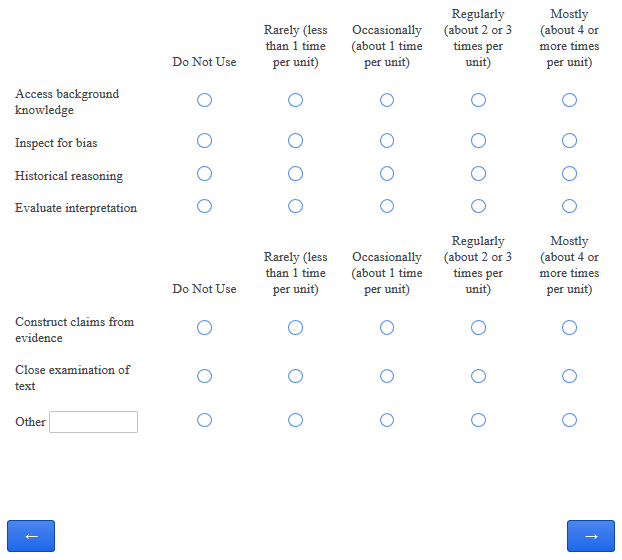 Do Not Use
Rarely (less
than 1 time
per unit)
Occasionally
(about 1 time
per unit)
Regularly
(about 2 or 3
times per
unit)
Mostly
(about 4 or
more times
per unit)
Access background
knowledge
Inspect for bias
Historical reasoning
Evaluate interpretation
Do Not Use
Rarely (less
than 1 time
per unit)
Occasionally
(about 1 time
per unit)
Regularly
(about 2 or 3
times per
unit)
Mostly
(about 4 or
more times
per unit)
Construct claims from
evidence
Close examination of
text
Other
← →